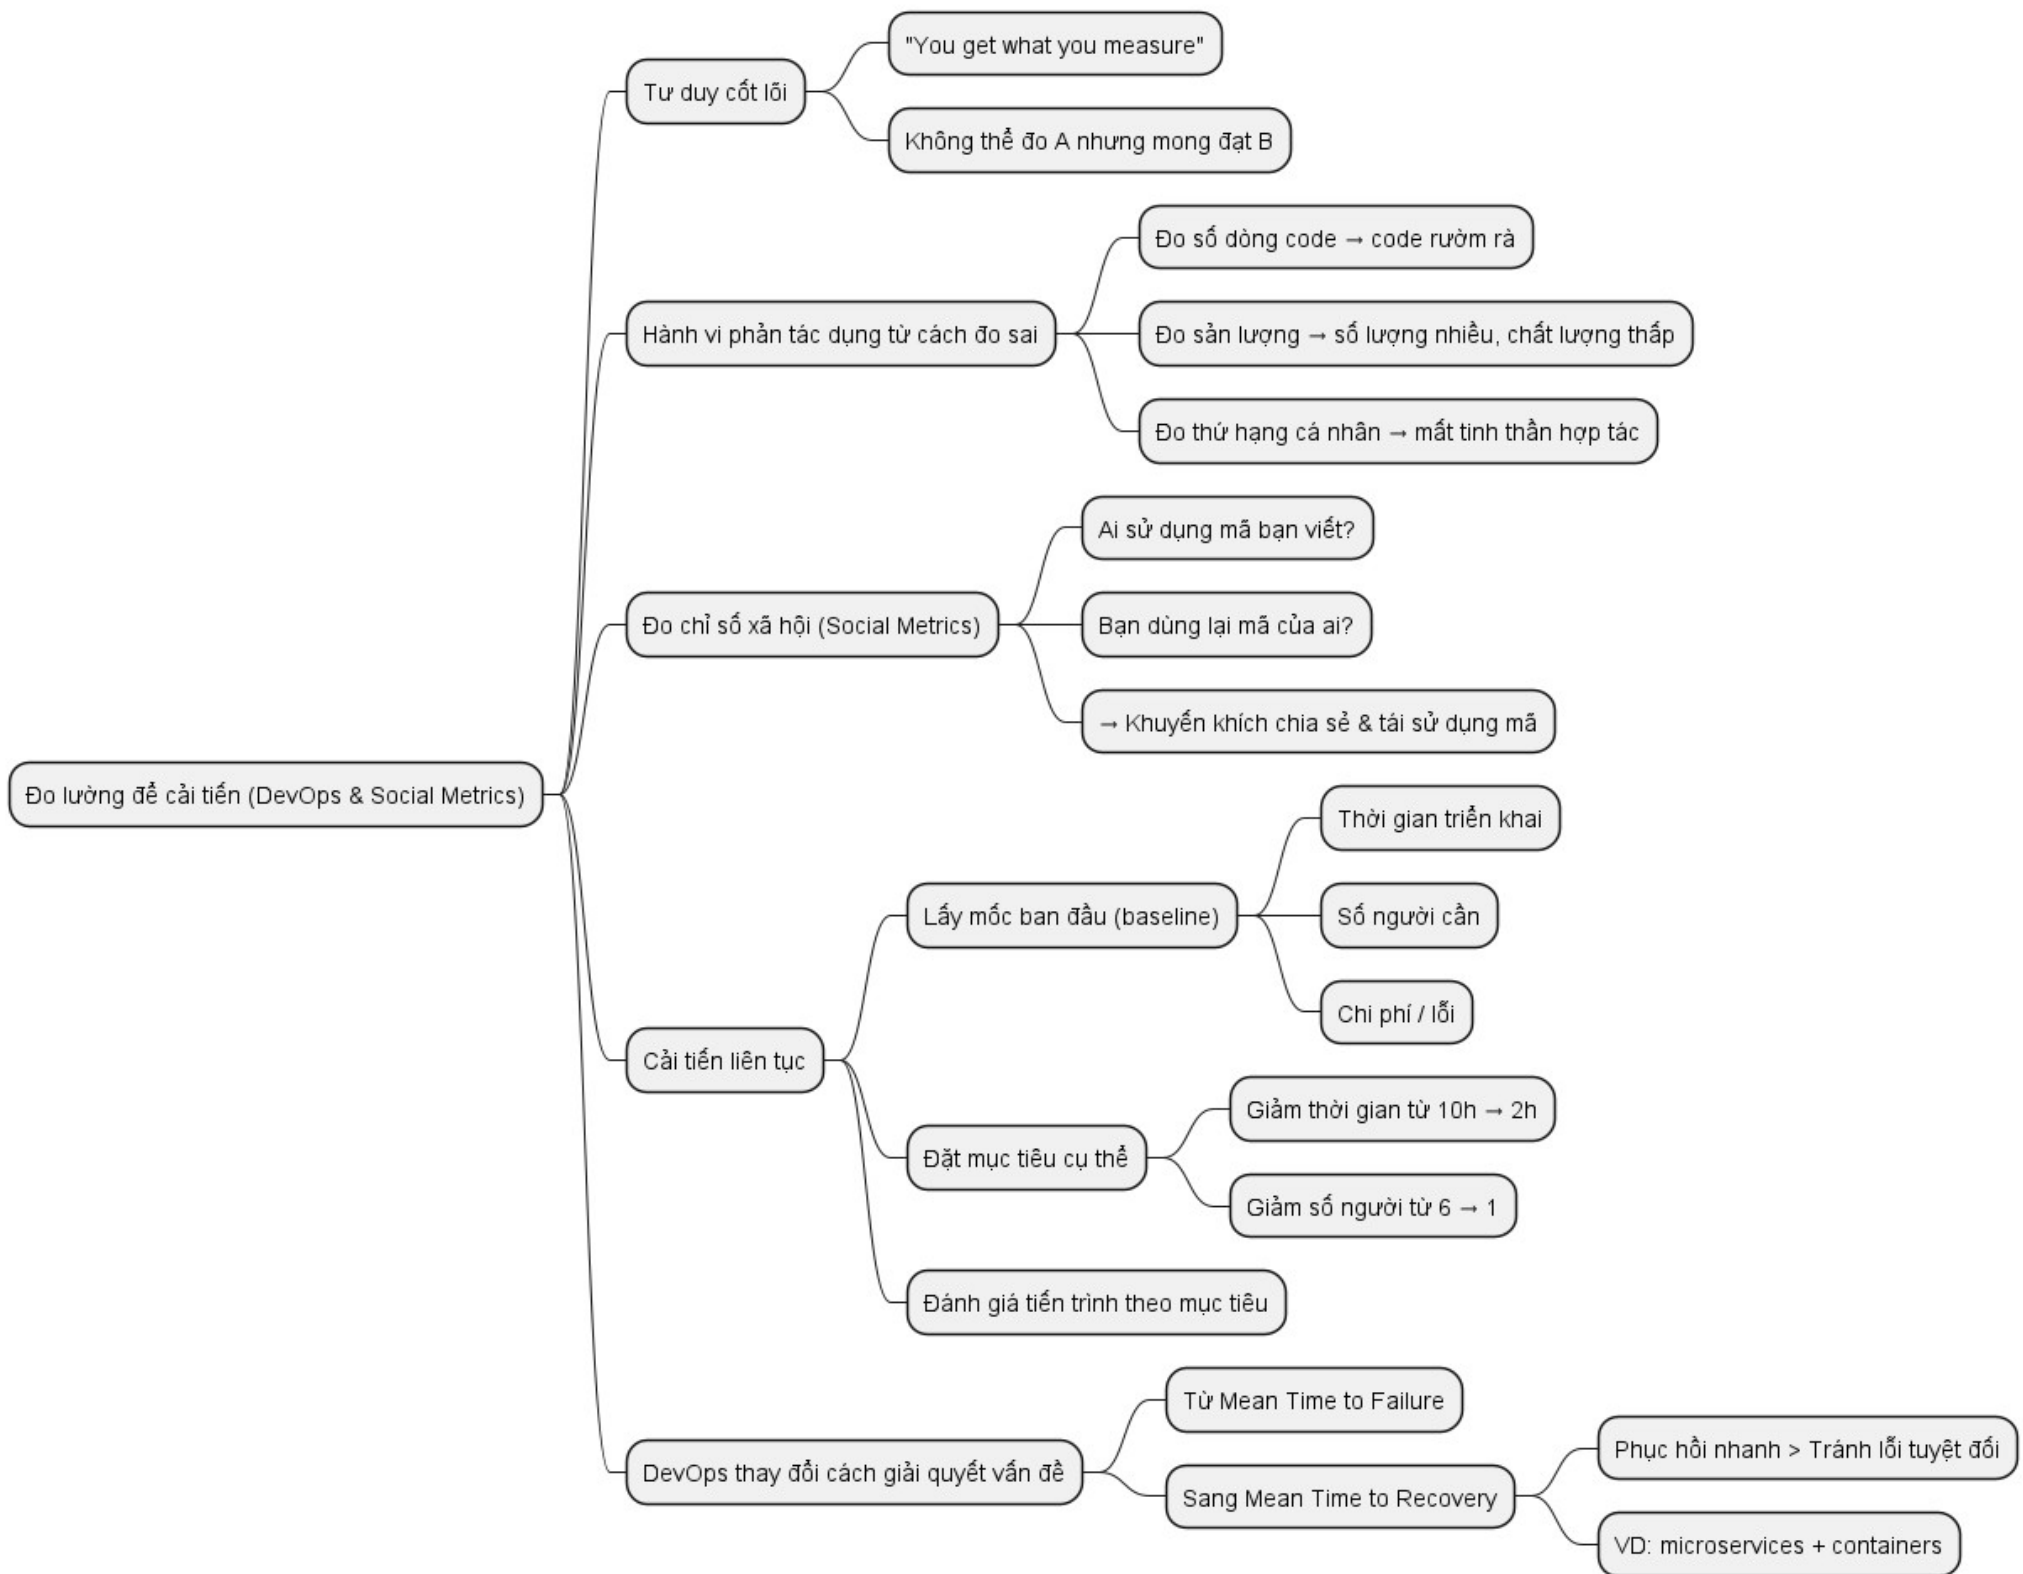 Đo lường để cải tiến (DevOps & Social Metrics)
Tư duy cốt lõi
"You get what you measure"
Không thể đo A nhưng mong đạt B
Hành vi phản tác dụng từ cách đo sai
Đo số dòng code → code rườm rà
Đo sản lượng → số lượng nhiều, chất lượng thấp
Đo thứ hạng cá nhân → mất tinh thần hợp tác
Đo chỉ số xã hội (Social Metrics)
Ai sử dụng mã bạn viết?
Bạn dùng lại mã của ai?
→ Khuyến khích chia sẻ & tái sử dụng mã
Cải tiến liên tục
Lấy mốc ban đầu (baseline)
Thời gian triển khai
Số người cần
Chi phí / lỗi
Đặt mục tiêu cụ thể
Giảm thời gian từ 10h → 2h
Giảm số người từ 6 → 1
Đánh giá tiến trình theo mục tiêu
DevOps thay đổi cách giải quyết vấn đề
Từ Mean Time to Failure
Sang Mean Time to Recovery
Phục hồi nhanh > Tránh lỗi tuyệt đối
VD: microservices + containers